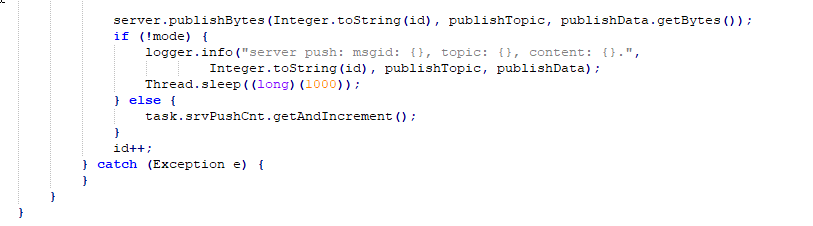 server.publishBytes(Integer.toString(id), publishTopic, publishData.getBytes());
if (!mode) {
logger.info("server push: msgid: {}, topic: {}, content: {}.",
Integer.toString(id), publishTopic, publishData);
Thread.sleep((long)(1000));
} else {
task.srvPushCnt.getAndIncrement();
}
id++;
} catch (Exception e) {
}
}
}